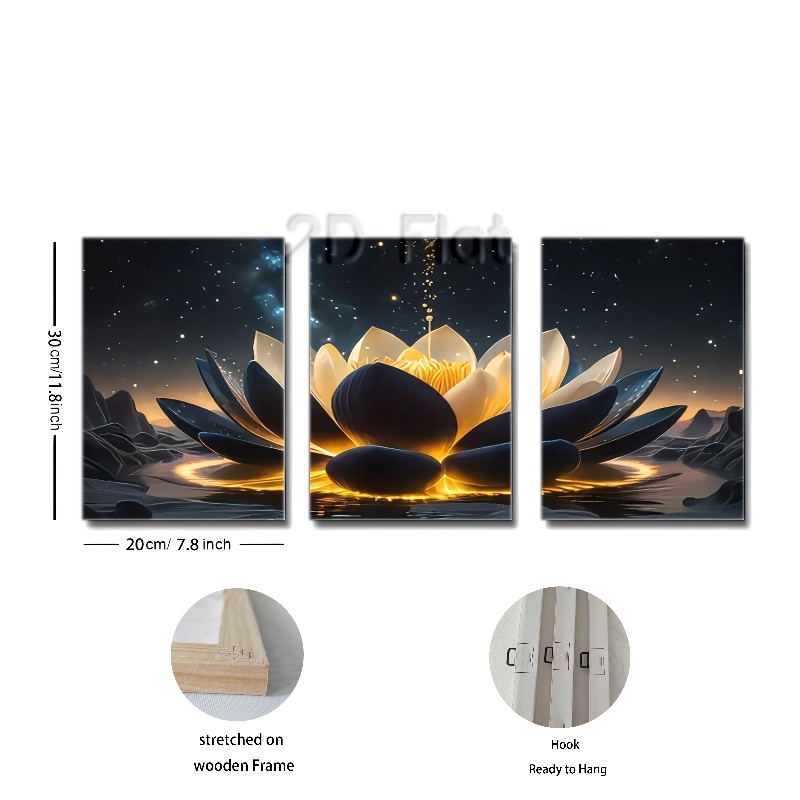 2D Flat
30cm/11.8inch
20cm/ 7.8 inch
stretched on
wooden Frame
Hook
Ready to Hang